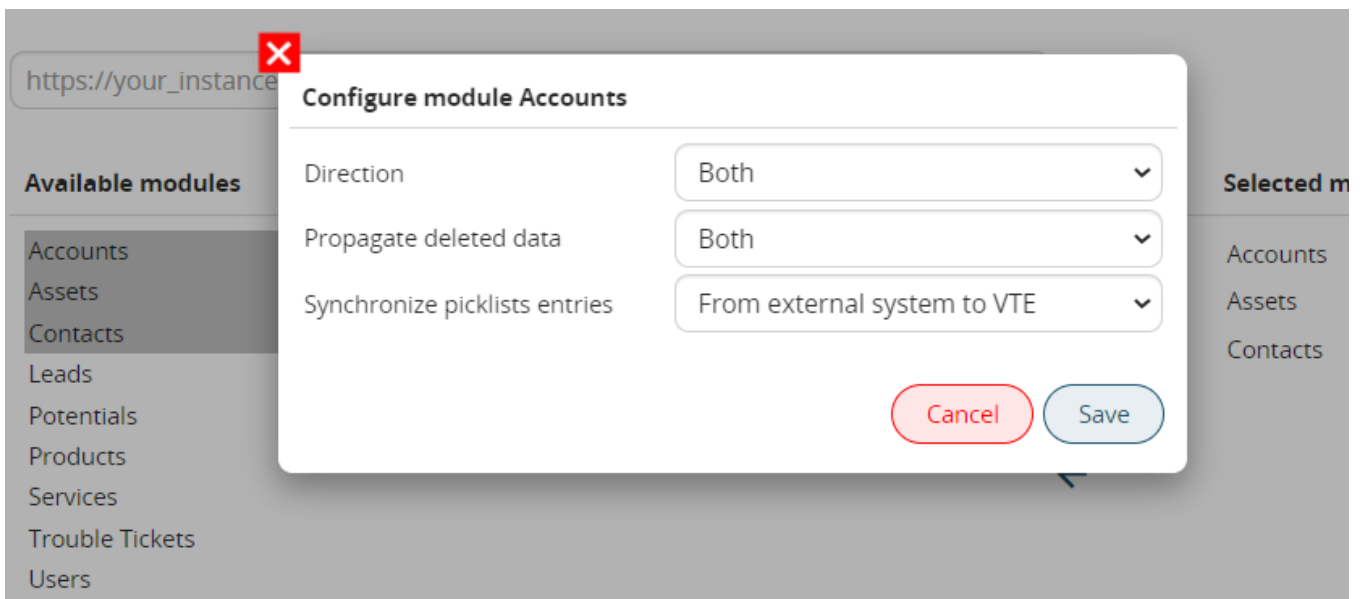 https://your_instance
Configure module Accounts
Direction
Both
Available modules
Selected m
Propagate deleted data
Both
Accounts
Accounts
Assets
Synchronize picklists entries
From external system to VTE
Assets
Contacts
Contacts
Leads
Potentials
Cancel
Save
Products
Services
Trouble Tickets
Users